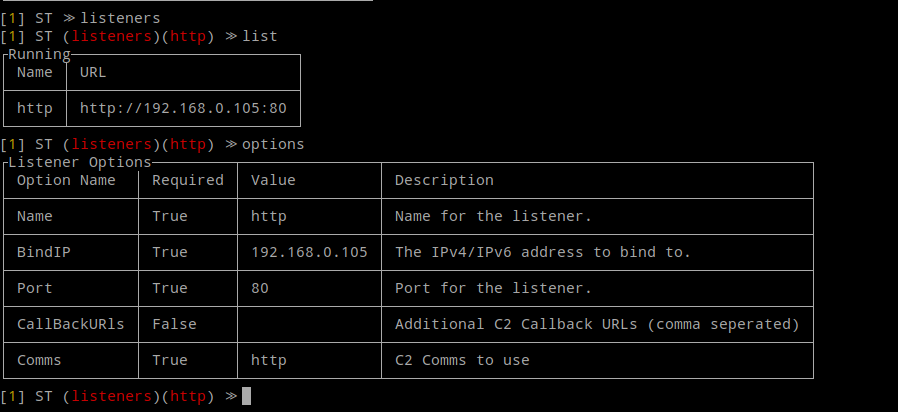 [1] ST ≫ listeners
[1] ST (listeners)(http) ≫ list
Running
Name URL
http http://192.168.0.105:80
[1] ST (listeners)(http) ≫ options
Listener Options
Option Name Required Value Description
Name True http Name for the listener.
BindIP True 192.168.0.105 The IPv4/IPv6 address to bind to.
Port True 80 Port for the listener.
CallBackURls False Additional C2 Callback URLs (comma seperated)
Comms True http C2 Comms to use
[1] ST (listeners)(http) ≫